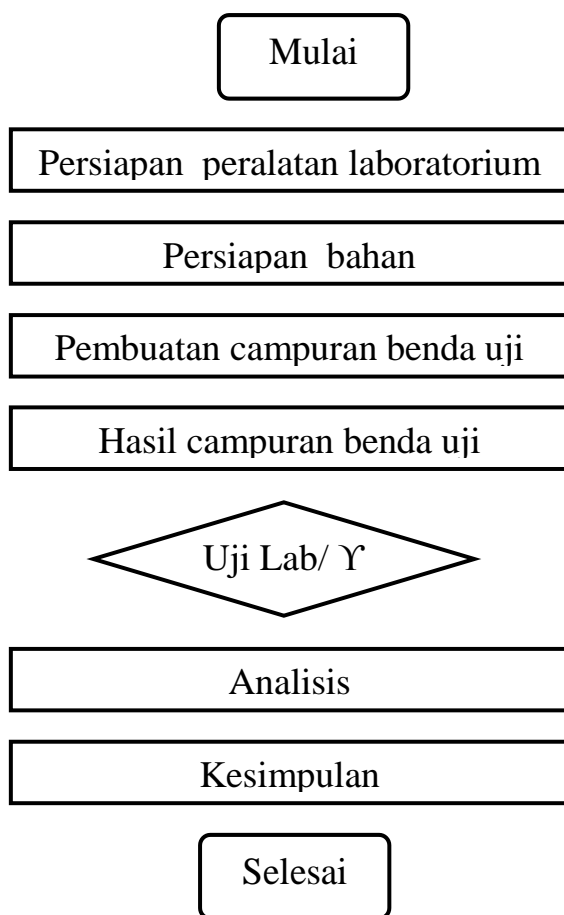 Mulai
Persiapan peralatan laboratorium
Persiapan bahan
Pembuatan campuran benda uji
Hasil campuran benda uji
Uji Lab/ ϒ
Analisis
Kesimpulan
Selesai